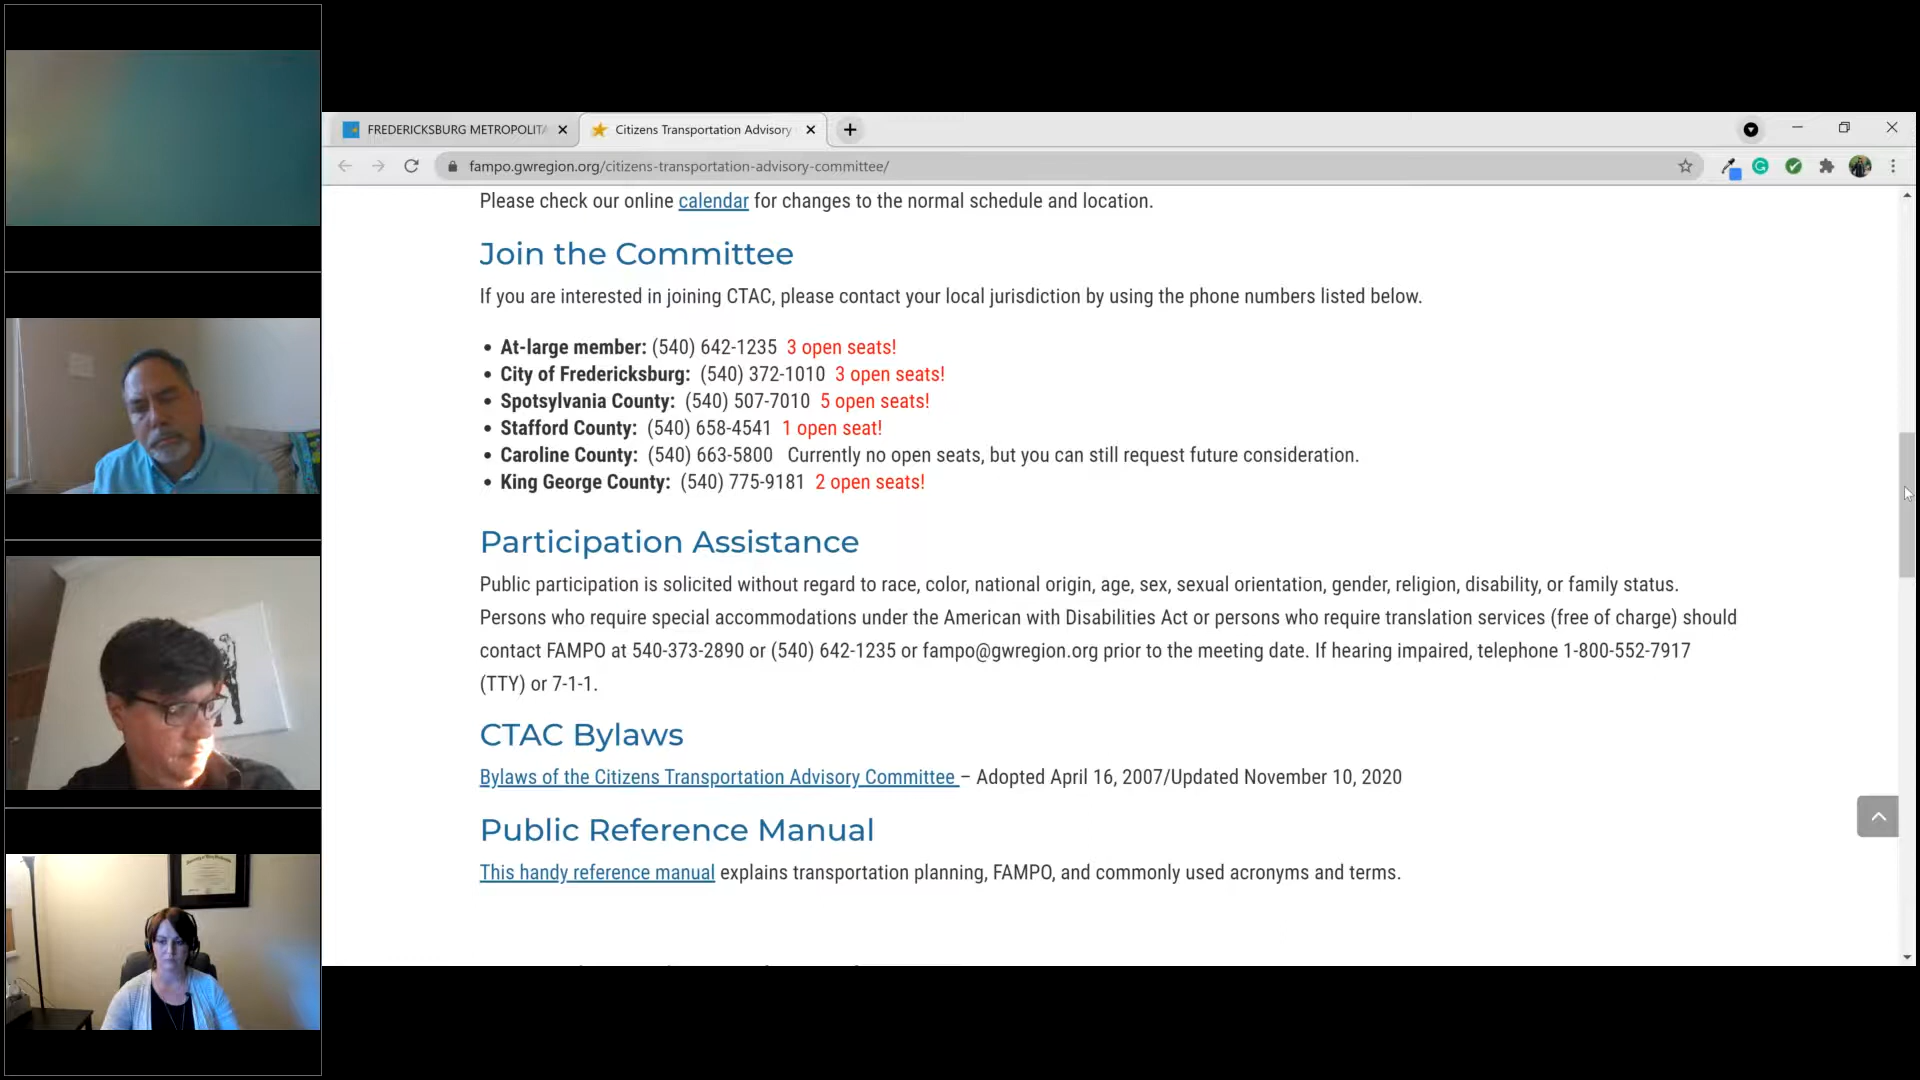 FREDERICKSBURG METROPOLIT
Citizens Transportation Advisory
fampo.gwregion.org/citizens-transportation-advisory-committee/
Please check our online calendar for changes to the normal schedule and location.
Join the Committee
If you are interested in joining CTAC, please contact your local jurisdiction by using the phone numbers listed below.
• At-large member: (540) 642-1235 3 open seats!
• City of Fredericksburg: (540) 372-1010 3 open seats!
• Spotsylvania County: (540) 507-7010 5 open seats!
• Stafford County: (540) 658-4541 1 open seat!
• Caroline County: (540) 663-5800 Currently no open seats, but you can still request future consideration.
• King George County: (540) 775-9181 2 open seats!
Participation Assistance
Public participation is solicited without regard to race, color, national origin, age, sex, sexual orientation, gender, religion, disability, or family status.
Persons who require special accommodations under the American with Disabilities Act or persons who require translation services (free of charge) should
contact FAMPO at 540-373-2890 or (540) 642-1235 or fampo@gwregion.org prior to the meeting date. If hearing impaired, telephone 1-800-552-7917
(TTY) or 7-1-1.
CTAC Bylaws
Bylaws of the Citizens Transportation Advisory Committee – Adopted April 16, 2007/Updated November 10, 2020
Public Reference Manual
This handy reference manual explains transportation planning, FAMPO, and commonly used acronyms and terms.